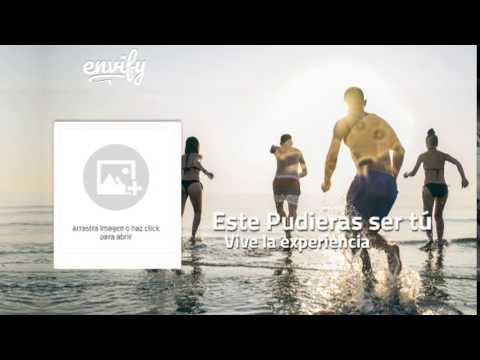 envify
Arrastra imagen o haz click
para abrir
Este Pudieras ser tú
Vive la experiencia